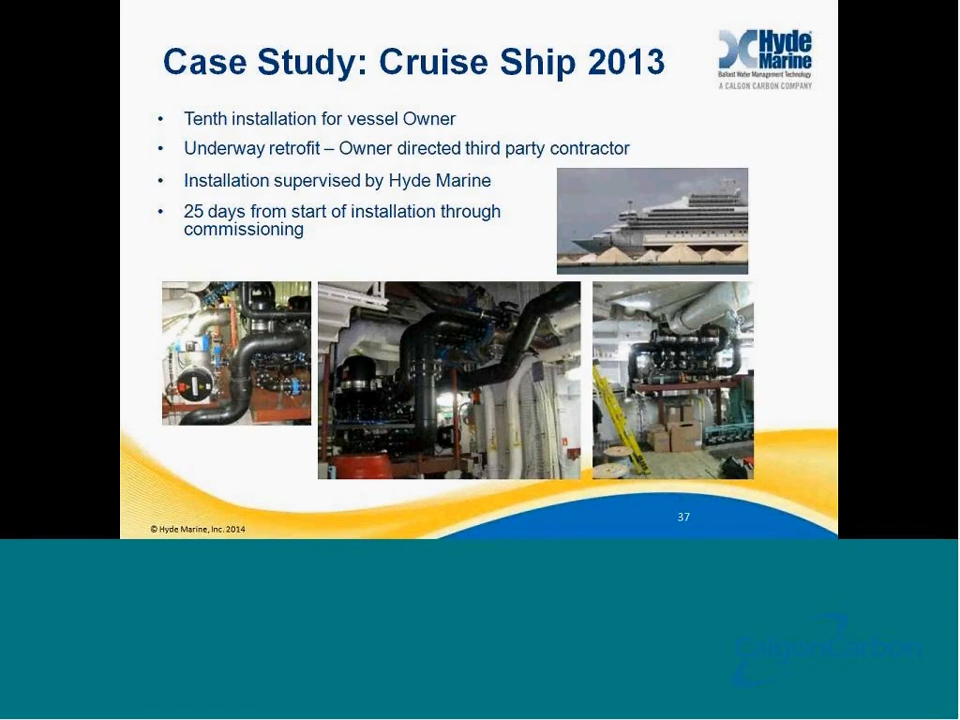 Case Study: Cruise Ship 2013
Hyde
Marine
Ballast Water Management Technology
A CALGON CARBON COMPANY
• Tenth installation for vessel Owner
• Underway retrofit – Owner directed third party contractor
• Installation supervised by Hyde Marine
• 25 days from start of installation through
commissioning
37
© Hyde Marine, Inc. 2014
CalgonCarbon